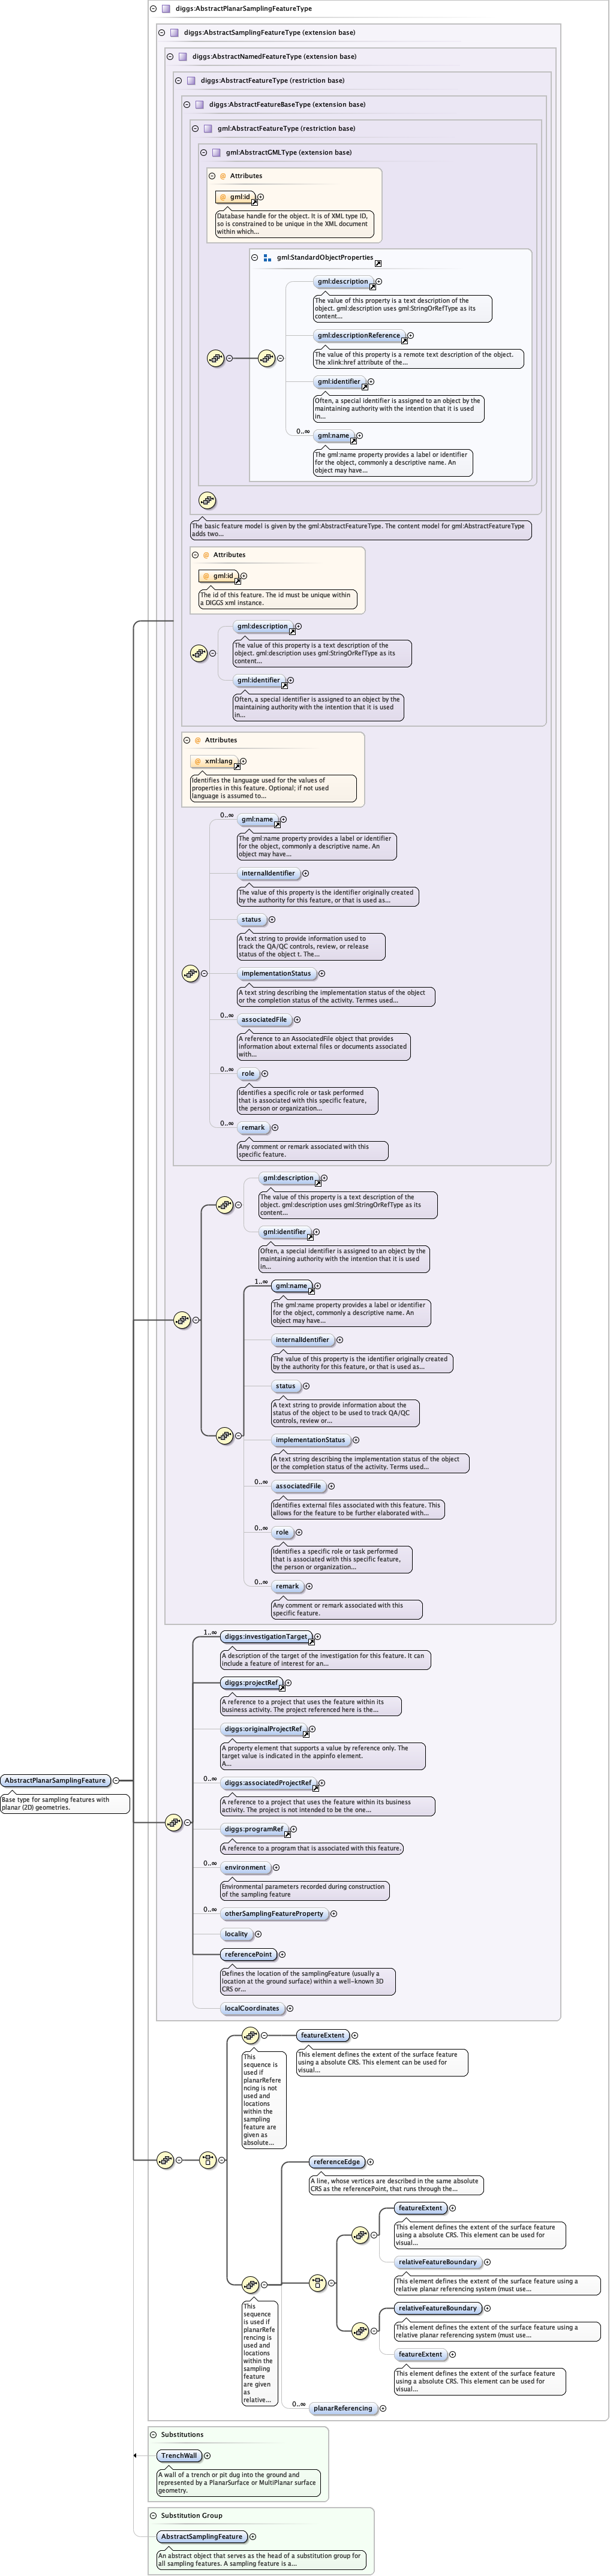 diggs:AbstractPlanarSamplingFeatureType
diggs:AbstractSamplingFeatureType (extension base)
diggs:AbstractNamedFeatureType (extension base)
diggs:AbstractFeatureType (restriction base)
diggs:AbstractFeatureBaseType (extension base)
gml:AbstractFeatureType (restriction base)
gml:AbstractGMLType (extension base)
Attributes
gml:id
Database handle for the object. It is of XML type ID,
so is constrained to be unique in the XML document
within which...
gml:StandardObjectProperties
gml:description
The value of this property is a text description of the
object. gml:description uses gml:StringOrRefType as its
content...
gml:descriptionReference
The value of this property is a remote text description of the object.
The xlink:href attribute of the...
gml:identifier
Often, a special identifier is assigned to an object by the
maintaining authority with the intention that it is used
in...
0..∞
gml:name
The gml:name property provides a label or identifier
for the object, commonly a descriptive name. An
object may have...
The basic feature model is given by the gml:AbstractFeatureType. The content model for gml:AbstractFeatureType
adds two...
Attributes
gml:id
The id of this feature. The id must be unique within
a DIGGS xml instance.
gml:description
The value of this property is a text description of the
object. gml:description uses gml:StringOrRefType as its
content...
gml:identifier
Often, a special identifier is assigned to an object by the
maintaining authority with the intention that it is used
in...
Attributes
xml:lang
Identifies the language used for the values of
properties in this feature. Optional; if not used
language is assumed to...
0..∞
gml:name
The gml:name property provides a label or identifier
for the object, commonly a descriptive name. An
object may have...
internalIdentifier
The value of this property is the identifier originally created
by the authority for this feature, or that is used as...
status
A text string to provide information used to
track the QA/QC controls, review, or release
status of the object t. The...
implementationStatus
A text string describing the implementation status of the object
or the completion status of the activity. Termes used...
0..∞
associatedFile
A reference to an AssociatedFile object that provides
information about external files or documents associated
with...
0..∞
role
Identifies a specific role or task performed
that is associated with this specific feature,
the person or organization...
0..∞
remark
Any comment or remark associated with this
specific feature.
gml:description
The value of this property is a text description of the
object. gml:description uses gml:StringOrRefType as its
content...
gml:identifier
Often, a special identifier is assigned to an object by the
maintaining authority with the intention that it is used
in...
1..∞
gml:name
The gml:name property provides a label or identifier
for the object, commonly a descriptive name. An
object may have...
internalIdentifier
The value of this property is the identifier originally created
by the authority for this feature, or that is used as...
status
A text string to provide information about the
status of the object to be used to track QA/QC
controls, review or...
implementationStatus
A text string describing the implementation status of the object
or the completion status of the activity. Terms used...
0..∞
associatedFile
Identifies external files associated with this feature. This
allows for the feature to be further elaborated with...
0..∞
role
Identifies a specific role or task performed
that is associated with this specific feature,
the person or organization...
0..∞
remark
Any comment or remark associated with this
specific feature.
1..∞
diggs:investigationTarget
A description of the target of the investigation for this feature. It can
include a feature of interest for an...
diggs:projectRef
A reference to a project that uses the feature within its
business activity. The project referenced here is the...
diggs:originalProjectRef
A property element that supports a value by reference only. The
target value is indicated in the appinfo element.
A...
0..∞
diggs:associatedProjectRef
A reference to a project that uses the feature within its business
activity. The project is not intended to be the one...
0..∞
diggs:programRef
A reference to a program that is associated with this feature.
0..∞
environment
Environmental parameters recorded during construction
of the sampling feature
0..∞
otherSamplingFeatureProperty
locality
referencePoint
Defines the location of the samplingFeature (usually a
location at the ground surface) within a well-known 3D
CRS or...
localCoordinates
AbstractPlanarSamplingFeature
Base type for sampling features with
planar (2D) geometries.
This
sequence is
used if
planarRefere
ncing is not
used and
locations
within the
sampling
feature are
given as
absolute...
featureExtent
This element defines the extent of the surface feature
using a absolute CRS. This element can be used for
visual...
This
sequence
is used if
planarRefe
rencing is
used and
locations
within the
sampling
feature
are given
as
relative...
referenceEdge
A line, whose vertices are described in the same absolute
CRS as the referencePoint, that runs through the...
featureExtent
This element defines the extent of the surface feature
using a absolute CRS. This element can be used for
visual...
relativeFeatureBoundary
This element defines the extent of the surface feature using a
relative planar referencing system (must use...
relativeFeatureBoundary
This element defines the extent of the surface feature using a
relative planar referencing system (must use...
featureExtent
This element defines the extent of the surface feature
using a absolute CRS. This element can be used for
visual...
0..∞
planarReferencing
Substitutions
TrenchWall
A wall of a trench or pit dug into the ground and
represented by a PlanarSurface or MultiPlanar surface
geometry.
Substitution Group
AbstractSamplingFeature
An abstract object that serves as the head of a substitution group for
all sampling features. A sampling feature is a...